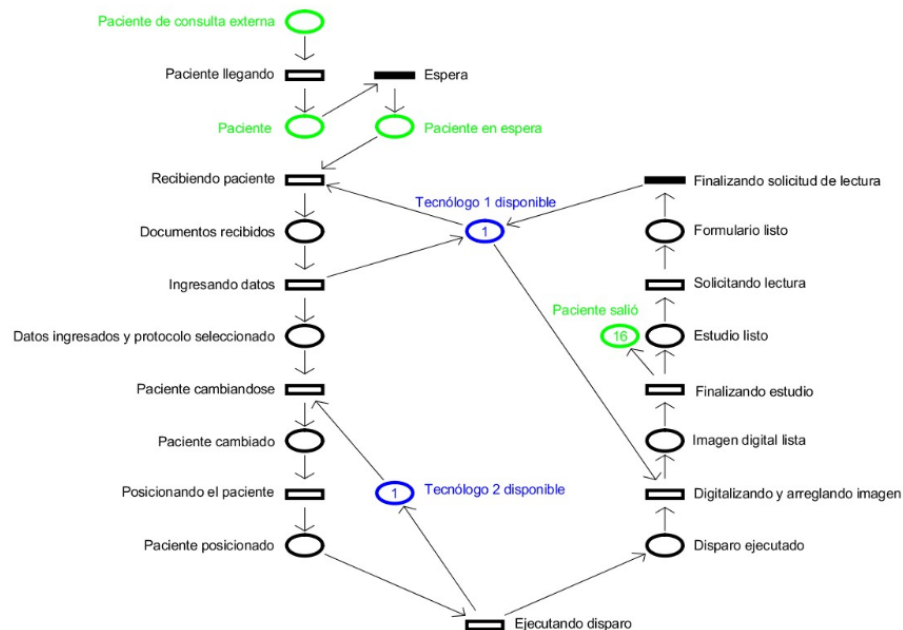 Paciente de consulta externa
Paciente llegando
Espera
Paciente
Paciente en espera
Recibiendo paciente
Finalizando solicitud de lectura
Tecnólogo 1 disponible
Documentos recibidos
1
Formulario listo
Ingresando datos
Solicitando lectura
Paciente salió
Datos ingresados y protocolo seleccionado
16
Estudio listo
Paciente cambiandose
Finalizando estudio
Paciente cambiado
Imagen digital lista
Posicionando el paciente
1
Tecnólogo 2 disponible
Digitalizando y arreglando imagen
Paciente posicionado
Disparo ejecutado
Ejecutando disparo